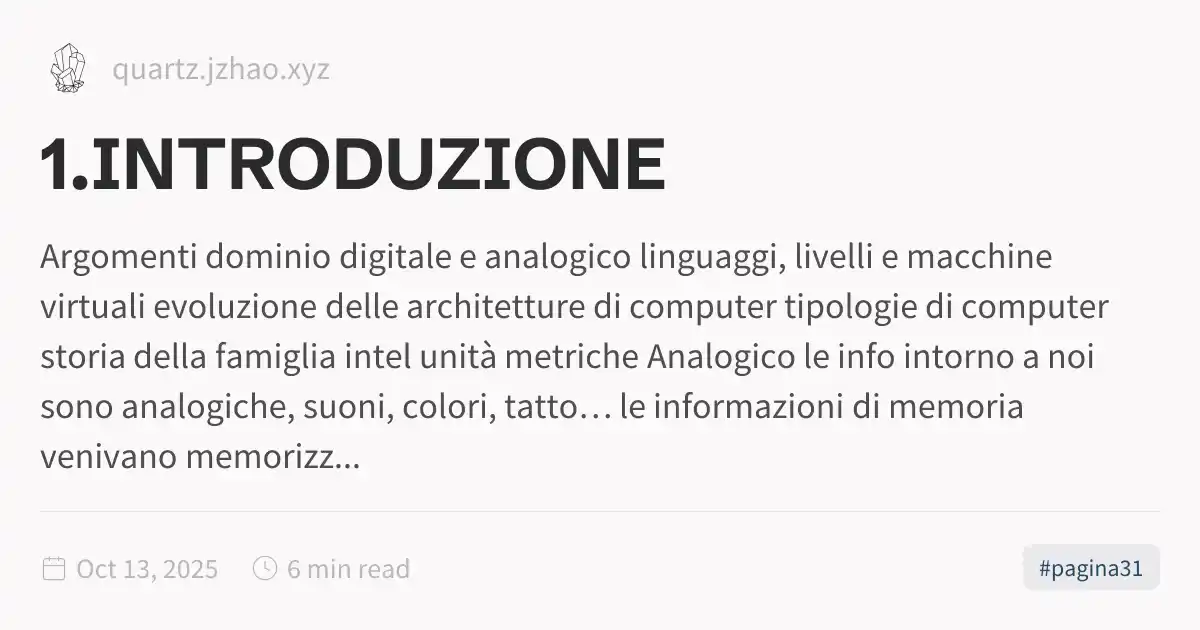 quartz.jzhao.xyz
1.INTRODUZIONE
Argomenti dominio digitale e analogico linguaggi, livelli e macchine
virtuali evoluzione delle architetture di computer tipologie di computer
storia della famiglia intel unità metriche Analogico le info intorno a noi
sono analogiche, suoni, colori, tatto… le informazioni di memoria
venivano memorizz...
Oct 13, 2025 6 min read #pagina31